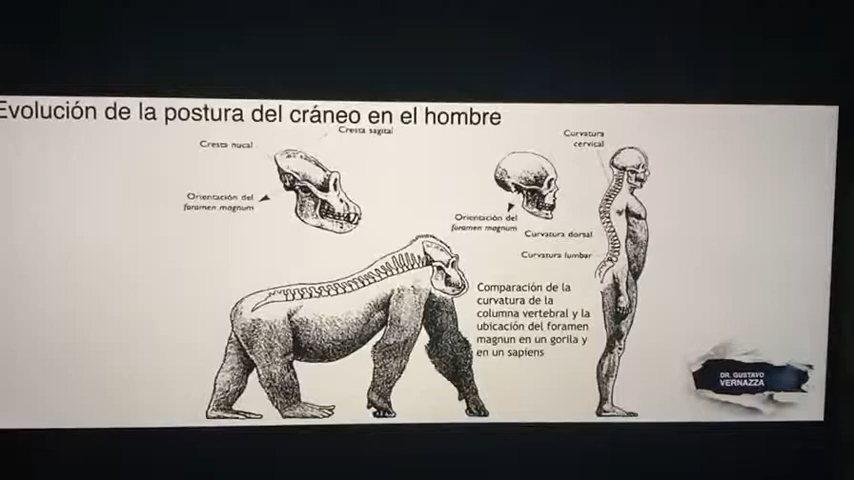 Evolución de la postura del cráneo en el hombre
Cresta sagital
Cresta nucal
Orientación del
foramen magnum
Curvatura
cervical
Orientación del
foramen magnum
Curvatura dorsal
Curvatura lumbar
Comparación de la
curvatura de la
columna vertebral y la
ubicación del foramen
magnun en un gorila y
en un sapiens
DR. GUSTAVO
VERNAZZA